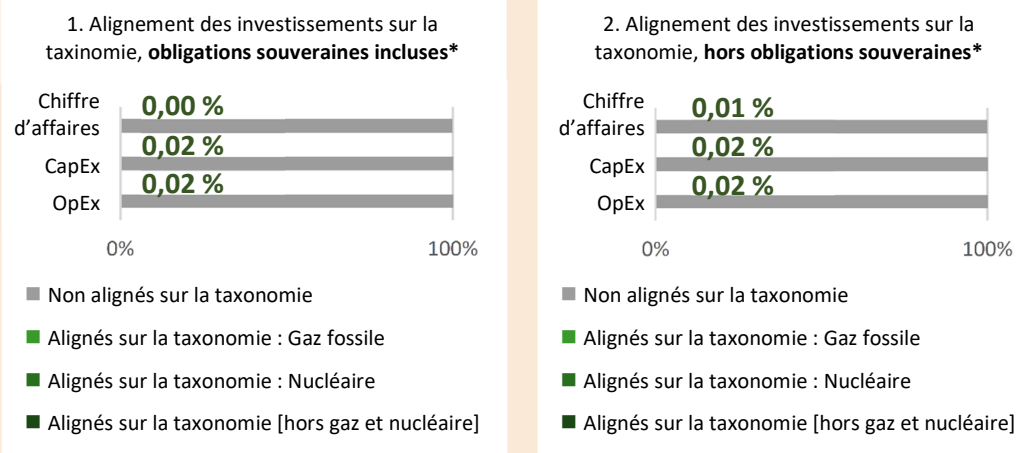 1. Alignement des investissements sur la
taxinomie, obligations souveraines incluses*
Chiffre
d'affaires
0,00 %
CapEx
0,02 %
OpEx
0,02 %
0%
100%
Non alignés sur la taxonomie
Alignés sur la taxonomie : Gaz fossile
Alignés sur la taxonomie : Nucléaire
Alignés sur la taxonomie [hors gaz et nucléaire]
2. Alignement des investissements sur la
taxonomie, hors obligations souveraines*
Chiffre
d'affaires
0,01 %
CapEx
0,02 %
OpEx
0,02 %
0%
100%
Non alignés sur la taxonomie
Alignés sur la taxonomie : Gaz fossile
Alignés sur la taxonomie : Nucléaire
Alignés sur la taxonomie [hors gaz et nucléaire]